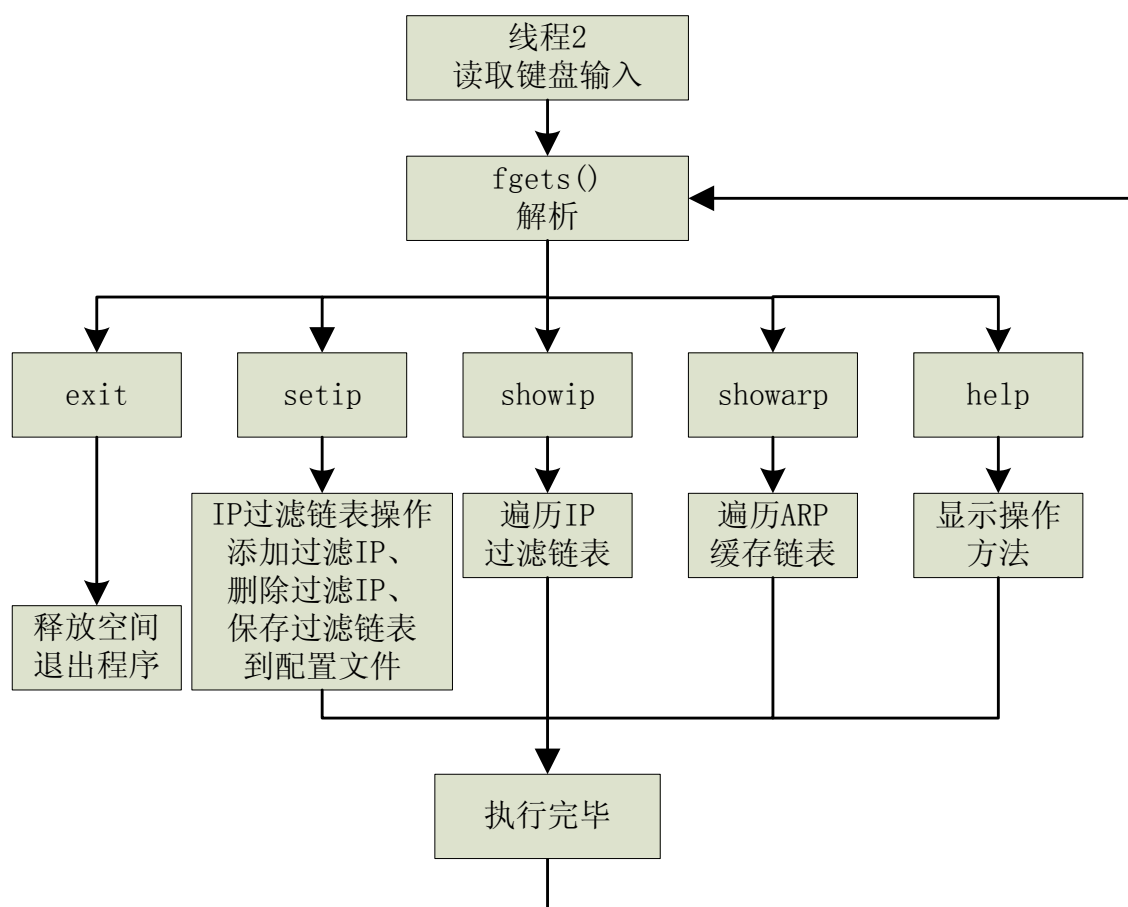 线程2
读取键盘输入
fgets()
解析
exit
setip
showip
showarp
help
IP过滤链表操作
添加过滤IP、
删除过滤IP、
保存过滤链表
到配置文件
遍历IP
过滤链表
遍历ARP
缓存链表
显示操作
方法
释放空间
退出程序
执行完毕